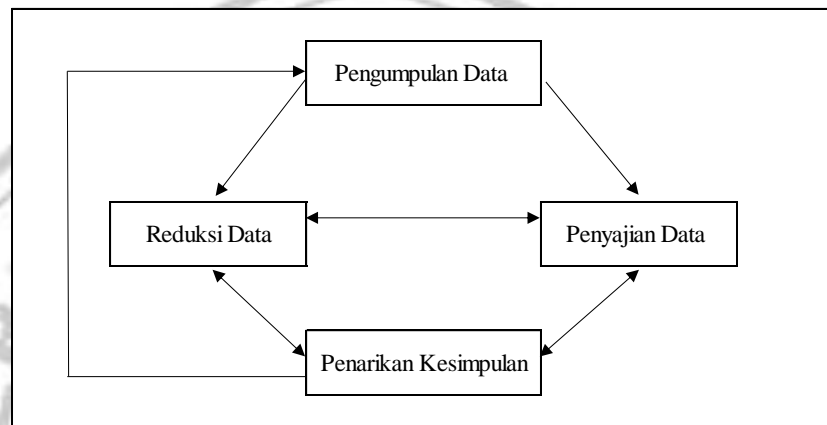 Pengumpulan Data
Reduksi Data
Penyajian Data
Penarikan Kesimpulan